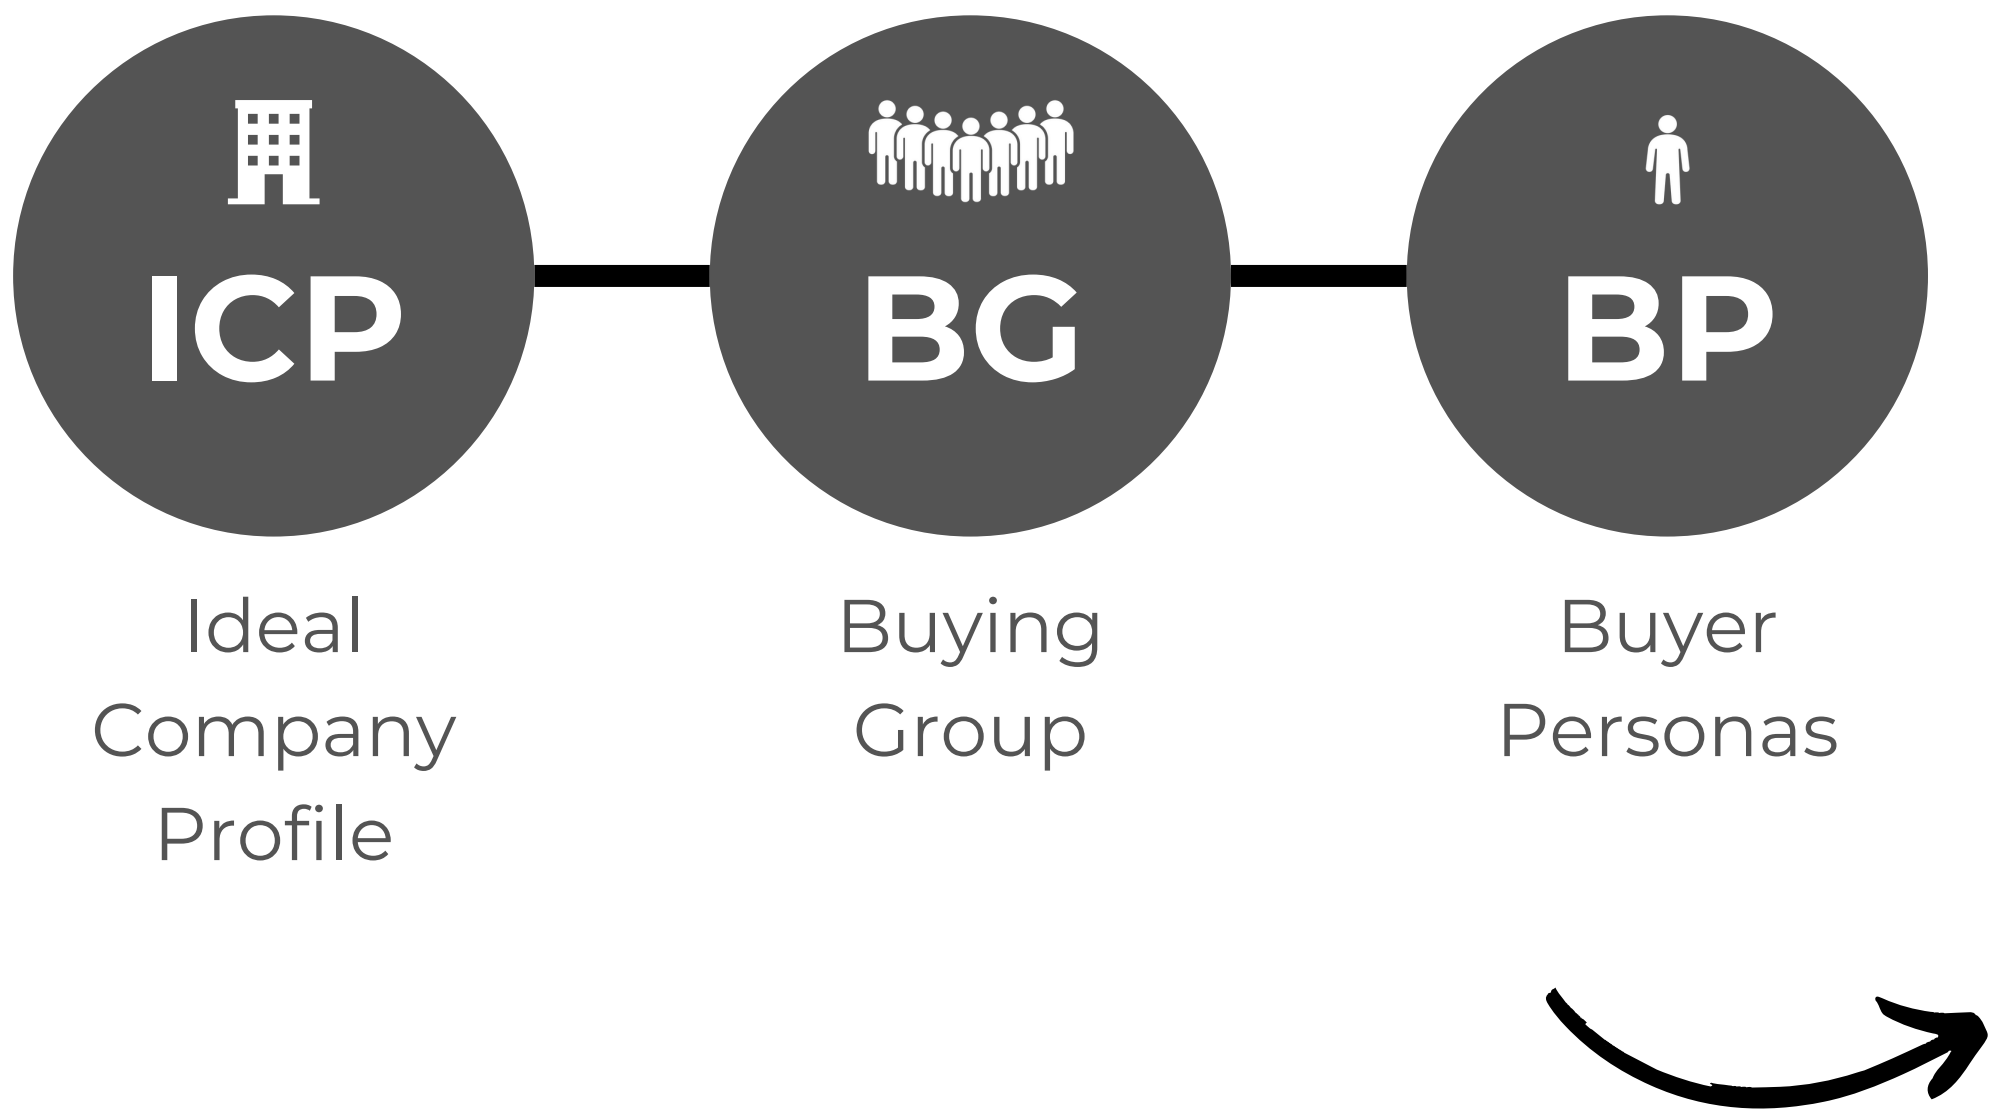 ICP
BG
BP
Ideal
Company
Profile
Buying
Group
Buyer
Personas